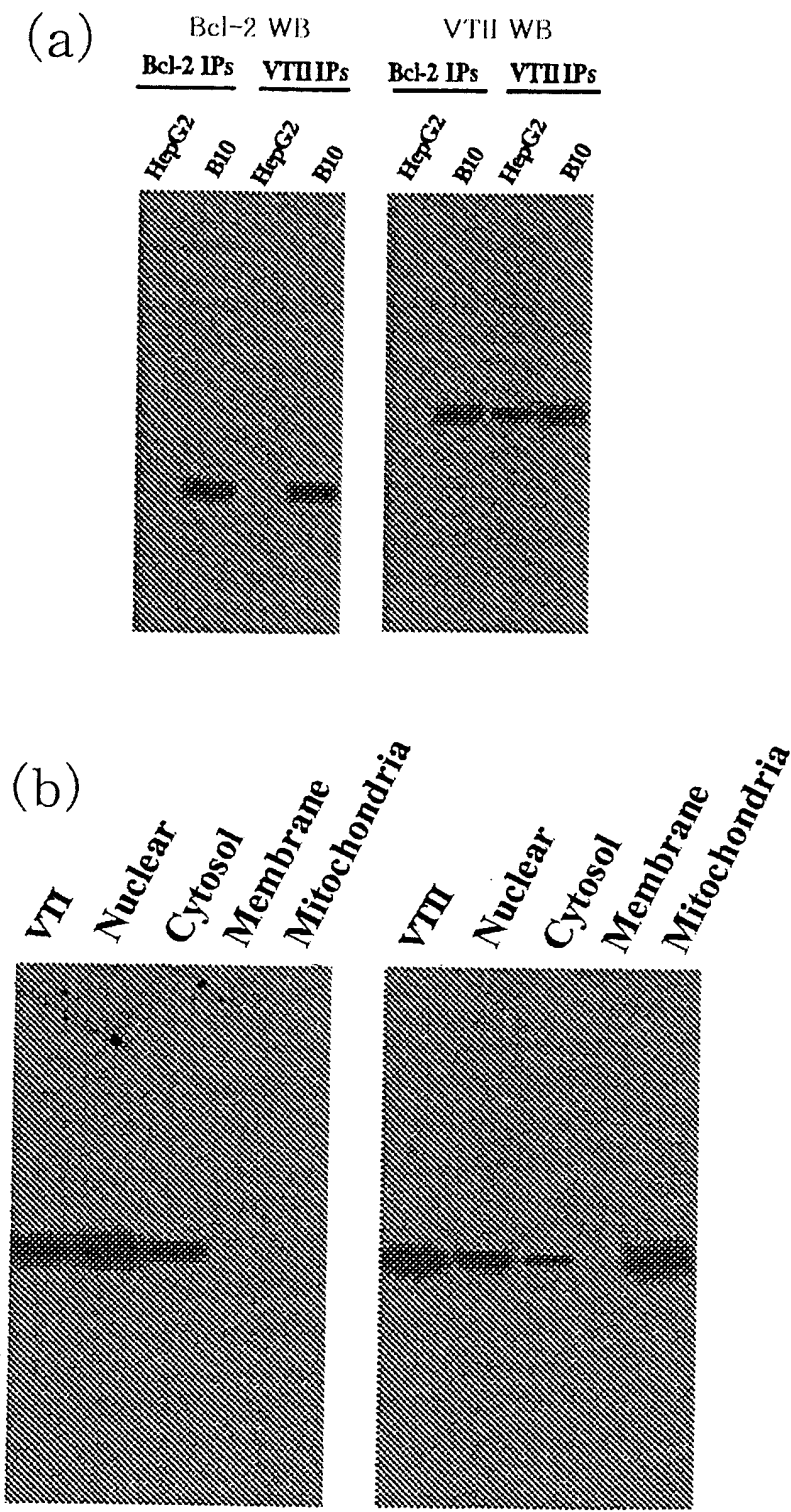 (a)
Bcl-2 WB VTII WB
Bcl-2 IPs VTII IPs Bcl-2 IPs VTII IPs
HepG2 B10 HepG2 B10 HepG2 B10 HepG2 B10
(b)
VTI Nuclear Cytosol Membrane Mitochondria VTII Nuclear Cytosol Membrane Mitochondria